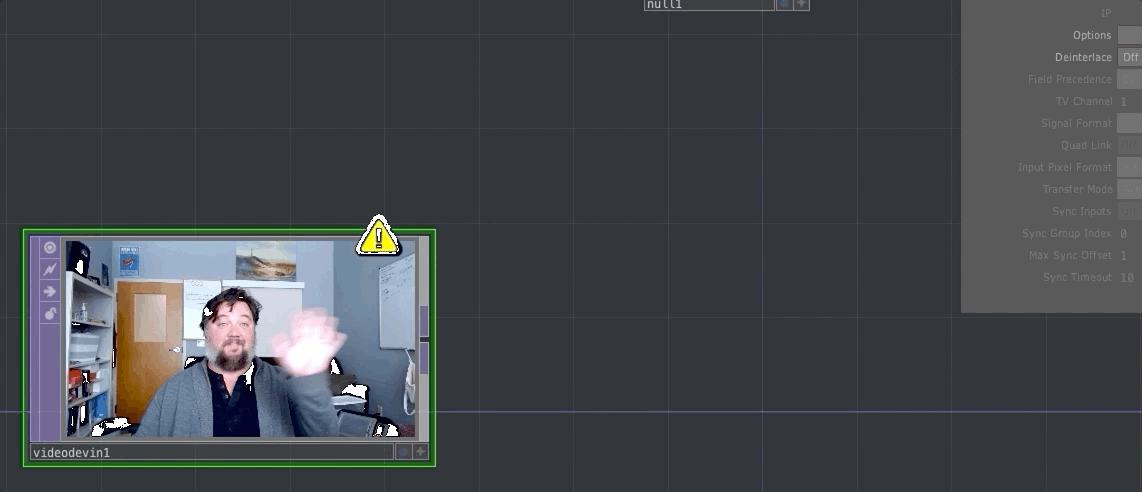 null1
IP
Options
Deinterlace Off
Field Precedence
TV Channel 1
Signal Format
Quad Link
Input Pixel Format
Transfer Mode
Sync Inputs
Sync Group Index 0
Max Sync Offset 1
Sync Timeout 10
!
videodevin1